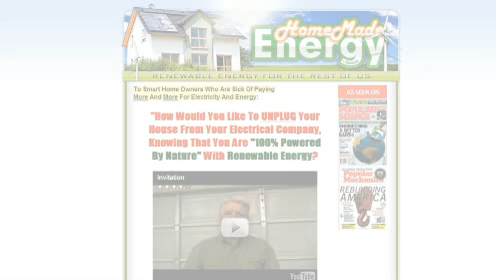 HomeMade
Energy
RENEWABLE ENERGY FOR THE REST OF US
To Smart Home Owners Who Are Sick Of Paying
More And More For Electricity And Energy:
"How Would You Like To UNPLUG Your
House From Your Electrical Company,
Knowing That You Are "100% Powered
By Nature" With Renewable Energy?
AS SEEN ON
Popular
Mechanics
REBUILDING
AMERICA
Invitation
YouTube